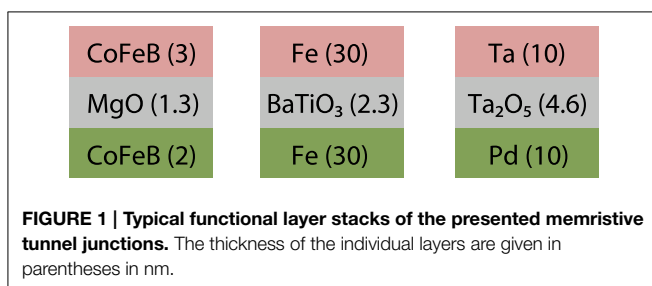 CoFeB (3) Fe (30) Ta (10)
MgO (1.3) BaTiO₃ (2.3) Ta₂O₅ (4.6)
CoFeB (2) Fe (30) Pd (10)
FIGURE 1 | Typical functional layer stacks of the presented memristive
tunnel junctions. The thickness of the individual layers are given in
parentheses in nm.